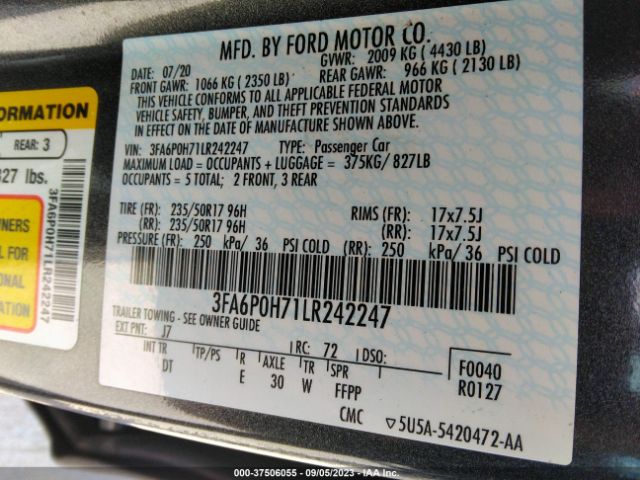 MFD. BY FORD MOTOR CO.
DATE: 07/20 GVWR: 2009 KG ( 4430 LB)
FRONT GAWR: 1066 KG ( 2350 LB) REAR GAWR: 966 KG ( 2130 LB)
THIS VEHICLE CONFORMS TO ALL APPLICABLE FEDERAL MOTOR
VEHICLE SAFETY, BUMPER, AND THEFT PREVENTION STANDARDS
IN EFFECT ON THE DATE OF MANUFACTURE SHOWN ABOVE.
VIN: 3FA6P0H71LR242247 TYPE: Passenger Car
MAXIMUM LOAD = OCCUPANTS + LUGGAGE = 375KG/ 827LB
OCCUPANTS = 5 TOTAL; 2 FRONT, 3 REAR
TIRE (FR): 235/50R17 96H RIMS (FR): 17x7.5J
(RR): 235/50R17 96H (RR): 17x7.5J
PRESSURE (FR): 250 kPa/ 36 PSI COLD (RR): 250 kPa/ 36 PSI COLD
3FA6P0H71LR242247
TRAILER TOWING - SEE OWNER GUIDE
EXT PNT: J7 RC: 72 DSO:
INT TR TP/PS R AXLE TR SPR F0040
DT E 30 W FFPP R0127
CMC 5U5A-5420472-AA
FORMATION
REAR: 3
827 lbs.
3FA6P0H71LR242247
WNERS
L FOR
ONAL
000-37506055 - 09/05/2023 - IAA Inc.